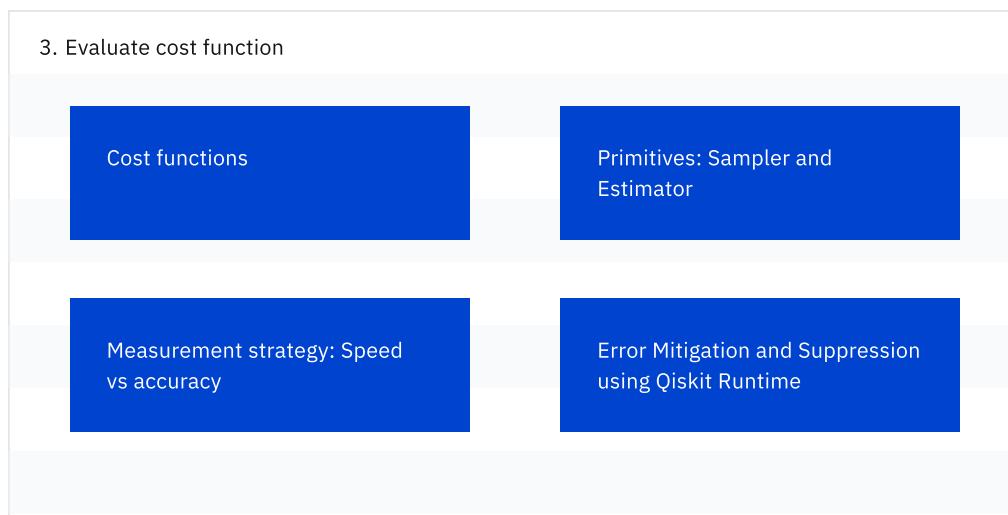 3. Evaluate cost function
Cost functions
Primitives: Sampler and
Estimator
Measurement strategy: Speed
vs accuracy
Error Mitigation and Suppression
using Qiskit Runtime